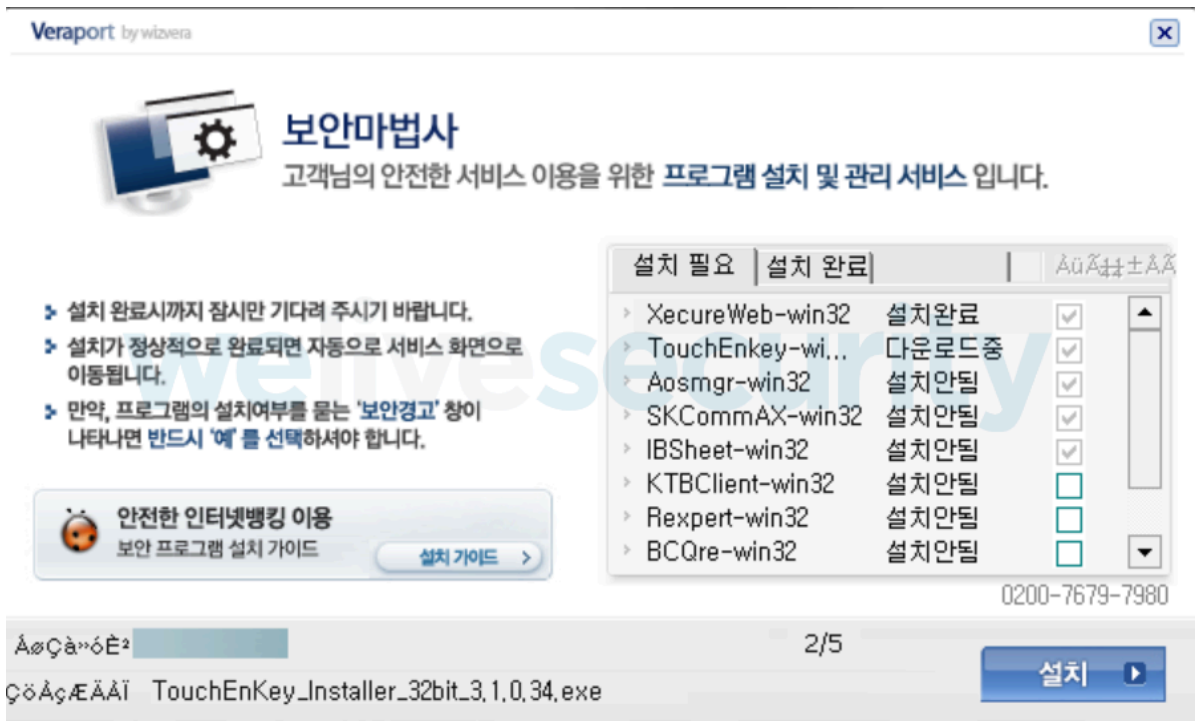 Veraport by wizvera
보안마법사
고객님의 안전한 서비스 이용을 위한 프로그램 설치 및 관리 서비스 입니다.
설치 완료시까지 잠시만 기다려 주시기 바랍니다.
설치가 정상적으로 완료되면 자동으로 서비스 화면으로
이동됩니다.
만약, 프로그램의 설치여부를 묻는 '보안경고' 창이
나타나면 반드시 '예' 를 선택하셔야 합니다.
안전한 인터넷뱅킹 이용
보안 프로그램 설치 가이드
설치 가이드
설치 필요 설치 완료
XecureWeb-win32 설치완료
TouchEnkey-wi... 다운로드중
Aosmgr-win32 설치안됨
SKCommAX-win32 설치안됨
IBSheet-win32 설치안됨
KTBClient-win32 설치안됨
Rexpert-win32 설치안됨
BCQre-win32 설치안됨
0200-7679-7980
ÁøÇà»óÈ² 2/5
ÇöÀçÆÄÀÏ TouchEnKey_Installer_32bit_3,1,0,34,exe
설치
welivesecurity